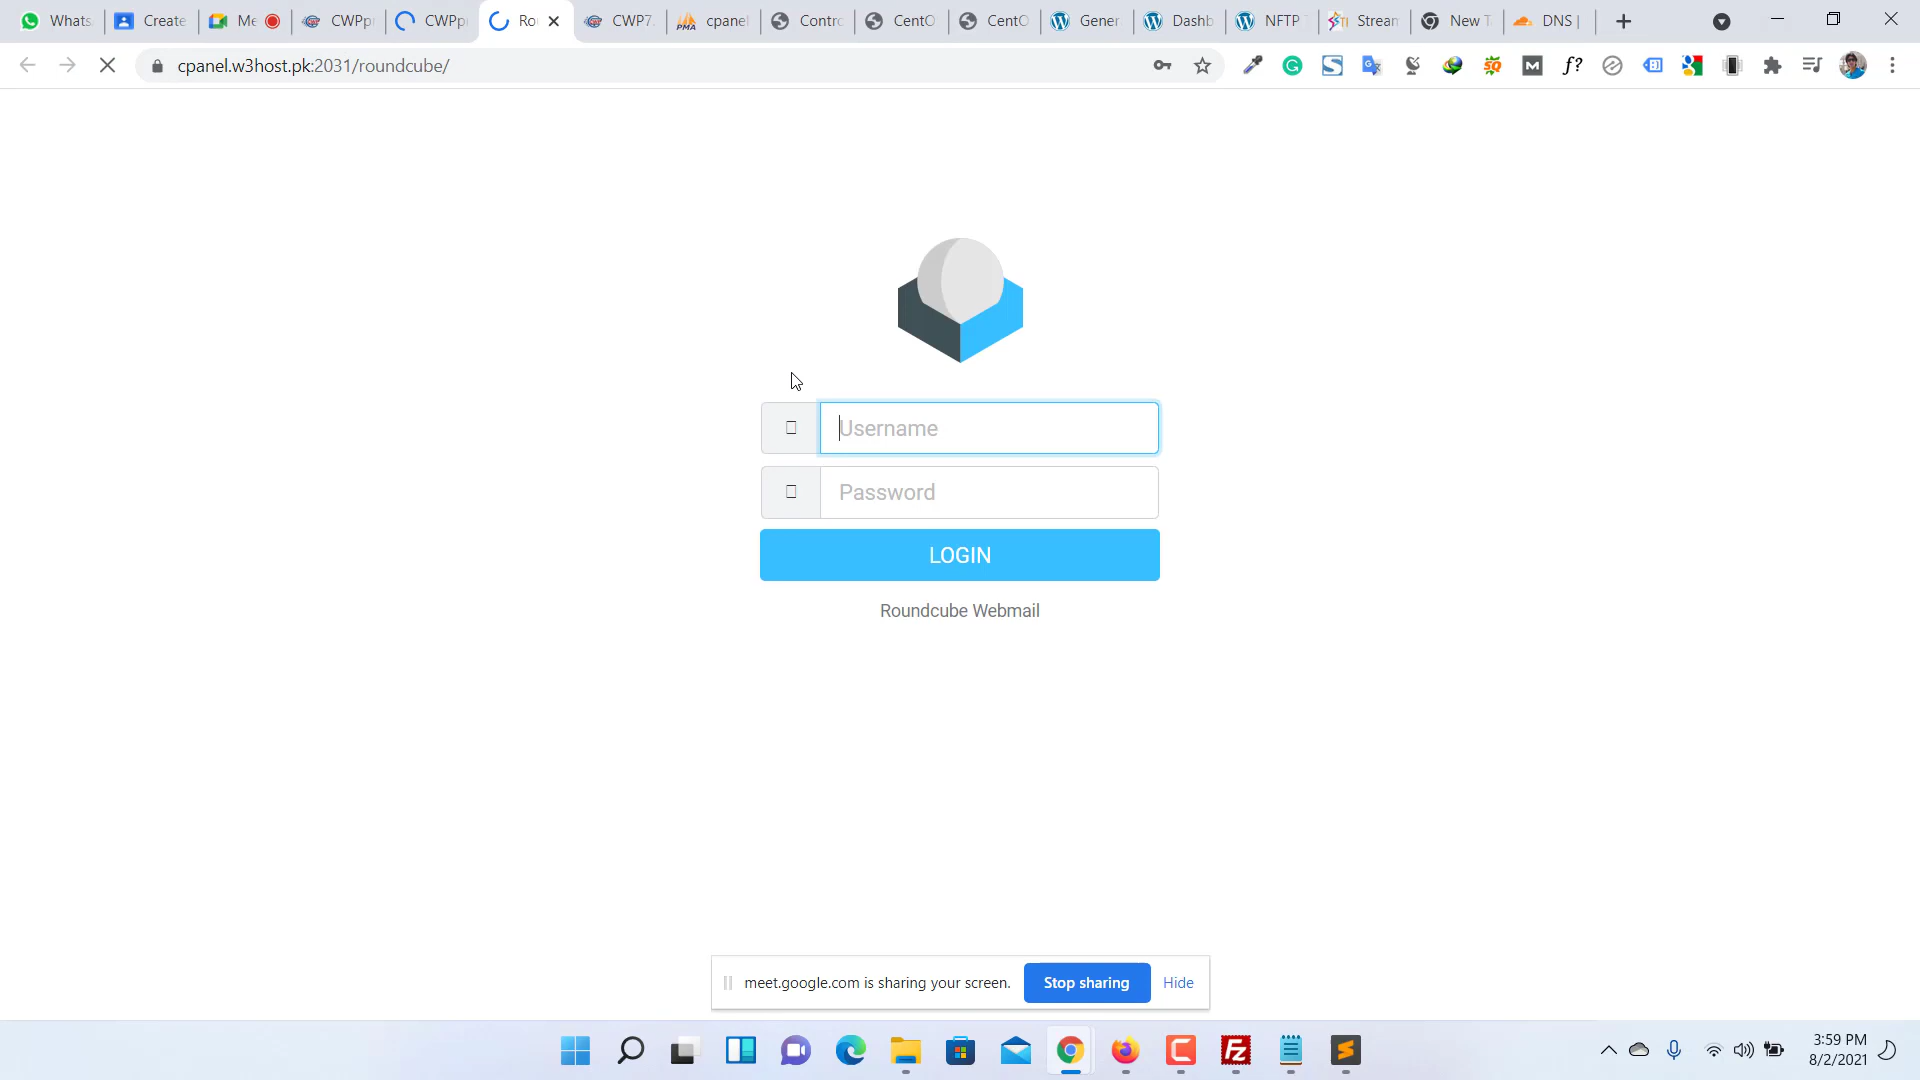 Whats
Create
Me
CWPp
CWPp
Ro
CWP7.
cpanel
Contro
CentO
CentO
Gener
Dashb
NFTP
Stream
New T
DNS |
cpanel.w3host.pk:2031/roundcube/
Username
Password
LOGIN
Roundcube Webmail
meet.google.com is sharing your screen.
Stop sharing
Hide
3:59 PM
8/2/2021